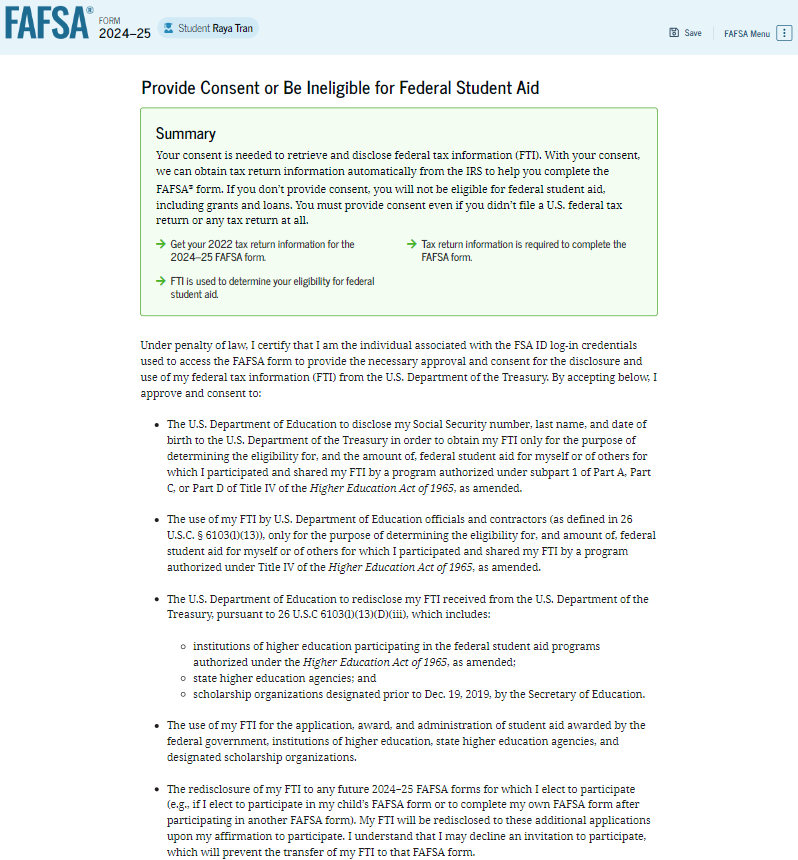 FAFSA®
FORM
2024–25
Student Raya Tran
Save
FAFSA Menu
Provide Consent or Be Ineligible for Federal Student Aid
Summary
Your consent is needed to retrieve and disclose federal tax information (FTI). With your consent,
we can obtain tax return information automatically from the IRS to help you complete the
FAFSA® form. If you don't provide consent, you will not be eligible for federal student aid,
including grants and loans. You must provide consent even if you didn't file a U.S. federal tax
return or any tax return at all.
Get your 2022 tax return information for the
2024–25 FAFSA form.
Tax return information is required to complete the
FAFSA form.
FTI is used to determine your eligibility for federal
student aid.
Under penalty of law, I certify that I am the individual associated with the FSA ID log-in credentials
used to access the FAFSA form to provide the necessary approval and consent for the disclosure and
use of my federal tax information (FTI) from the U.S. Department of the Treasury. By accepting below, I
approve and consent to:
• The U.S. Department of Education to disclose my Social Security number, last name, and date of
birth to the U.S. Department of the Treasury in order to obtain my FTI only for the purpose of
determining the eligibility for, and the amount of, federal student aid for myself or of others for
which I participated and shared my FTI by a program authorized under subpart 1 of Part A, Part
C, or Part D of Title IV of the Higher Education Act of 1965, as amended.
• The use of my FTI by U.S. Department of Education officials and contractors (as defined in 26
U.S.C. § 6103(l)(13)), only for the purpose of determining the eligibility for, and amount of, federal
student aid for myself or of others for which I participated and shared my FTI by a program
authorized under Title IV of the Higher Education Act of 1965, as amended.
• The U.S. Department of Education to redisclose my FTI received from the U.S. Department of the
Treasury, pursuant to 26 U.S.C 6103(l)(13)(D)(iii), which includes:
◦ institutions of higher education participating in the federal student aid programs
authorized under the Higher Education Act of 1965, as amended;
◦ state higher education agencies; and
◦ scholarship organizations designated prior to Dec. 19, 2019, by the Secretary of Education.
• The use of my FTI for the application, award, and administration of student aid awarded by the
federal government, institutions of higher education, state higher education agencies, and
designated scholarship organizations.
• The redisclosure of my FTI to any future 2024–25 FAFSA forms for which I elect to participate
(e.g., if I elect to participate in my child's FAFSA form or to complete my own FAFSA form after
participating in another FAFSA form). My FTI will be redisclosed to these additional applications
upon my affirmation to participate. I understand that I may decline an invitation to participate,
which will prevent the transfer of my FTI to that FAFSA form.